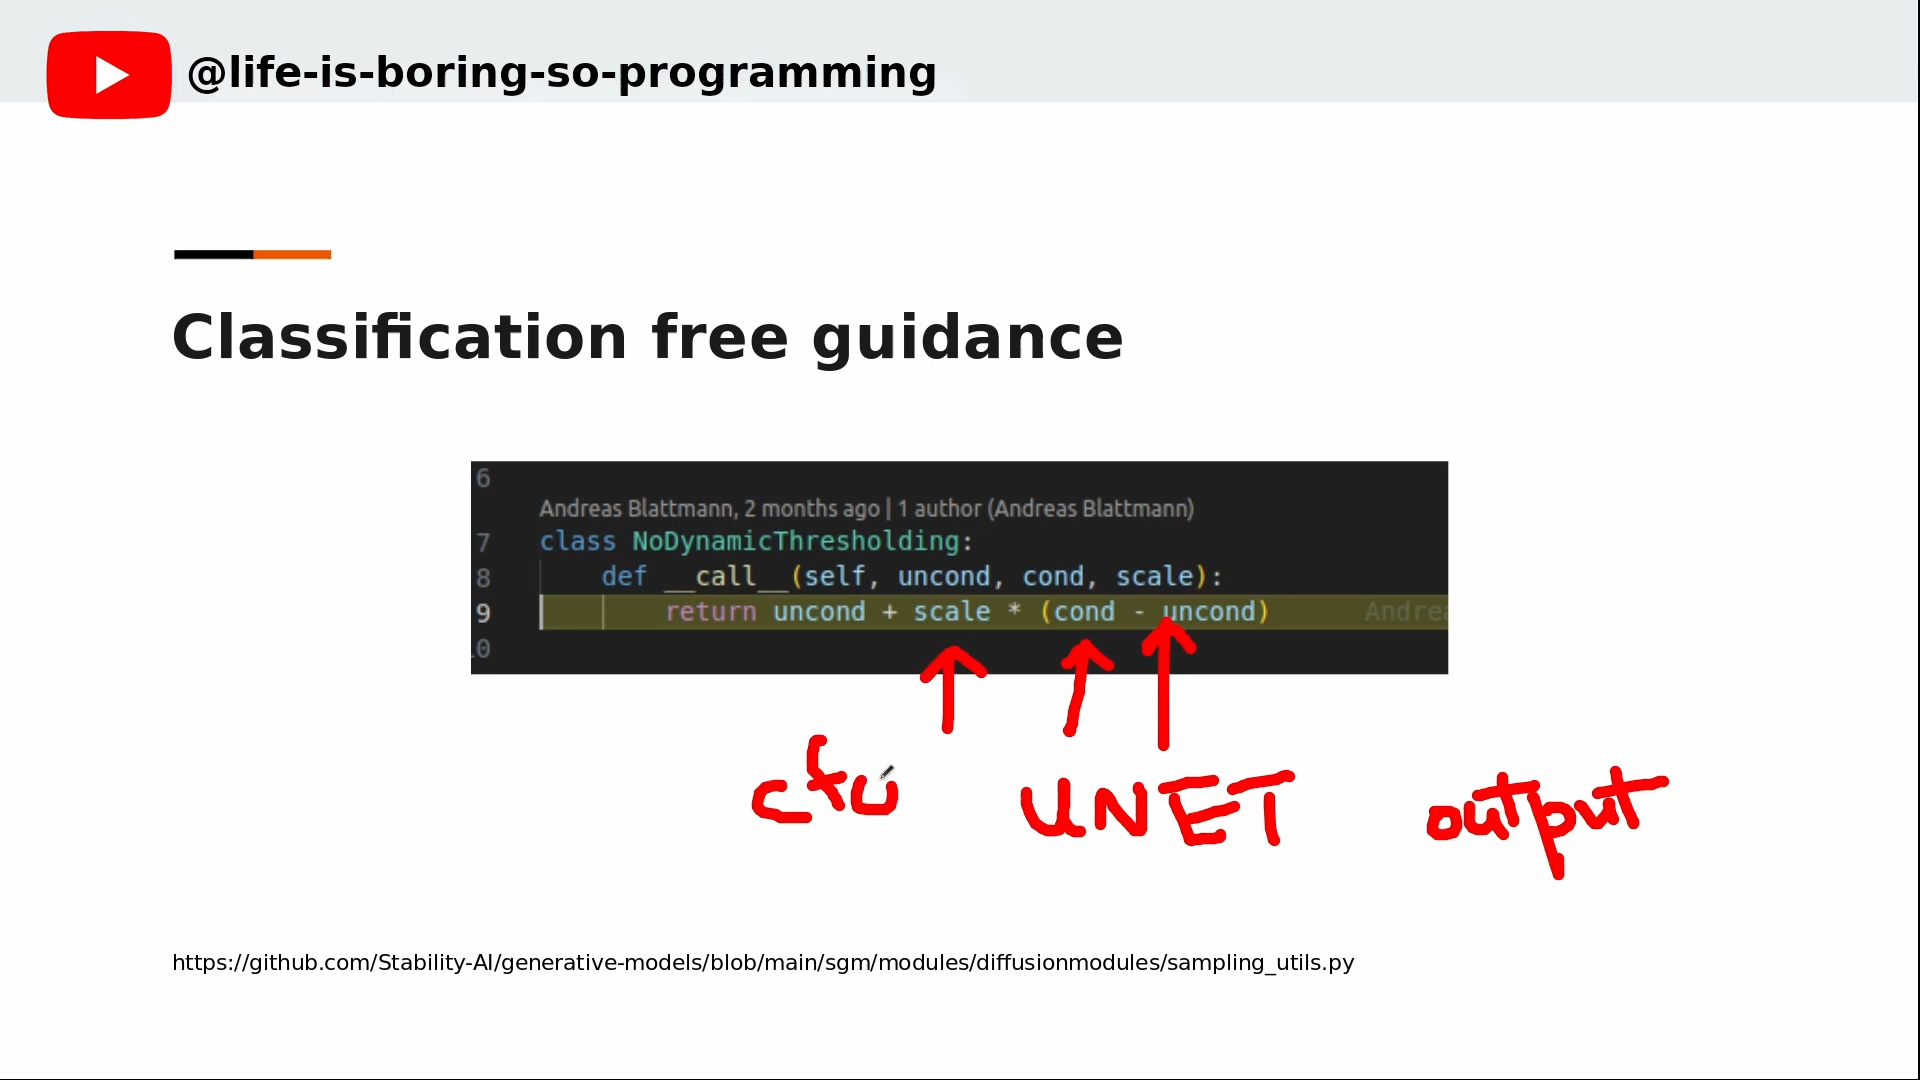 @life-is-boring-so-programming
Classification free guidance
6
Andreas Blattmann, 2 months ago | 1 author (Andreas Blattmann)
7 class NoDynamicThresholding:
8 def __call__(self, uncond, cond, scale):
9 return uncond + scale * (cond - uncond) Andrea
10
UNET output
https://github.com/Stability-AI/generative-models/blob/main/sgm/modules/diffusionmodules/sampling_utils.py